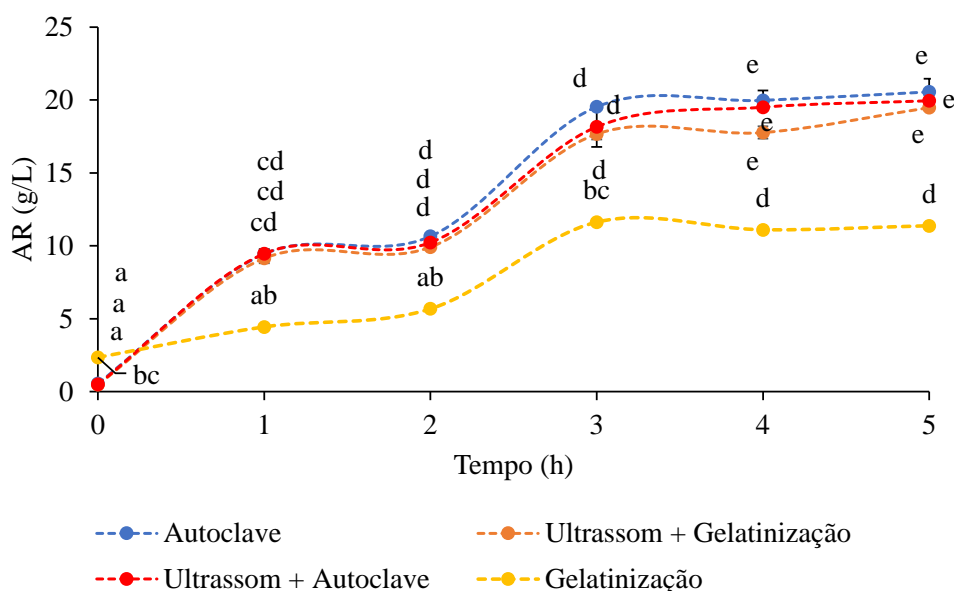 25
20
15
10
5
0
AR (g/L)
a
a
a
bc
cd
cd
cd
ab
d
d
d
ab
d
d
d
bc
e
e
e
d
e
e
e
d
0 1 2 3 4 5
Tempo (h)
Autoclave Ultrassom + Gelatinização
Ultrassom + Autoclave Gelatinização